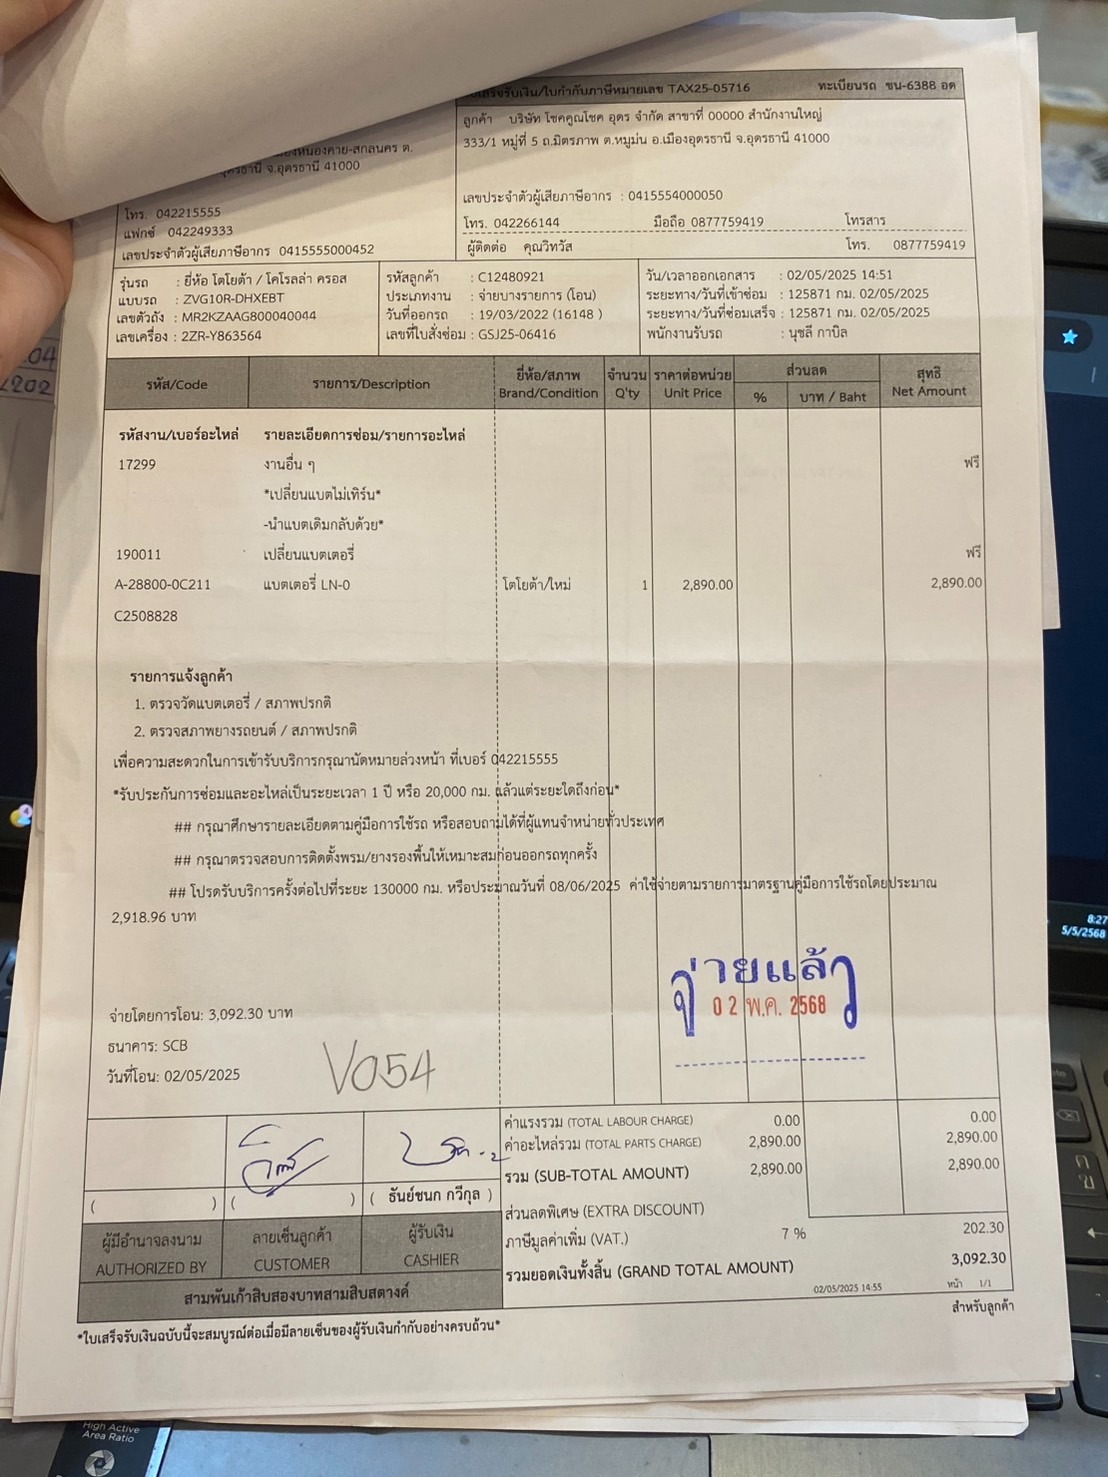 ใบเสร็จรับเงิน/ใบกำกับภาษีหมายเลข TAX25-05716 ทะเบียนรถ ขน-6388 อด
ลูกค้า บริษัท โชคคูณโชค อุดร จำกัด สาขาที่ 00000 สำนักงานใหญ่
333/1 หมู่ที่ 5 ถ.มิตรภาพ ต.หมูม่น อ.เมืองอุดรธานี จ.อุดรธานี 41000
หนองคาย-สกลนคร ต.
จ.อุดรธานี 41000
เลขประจำตัวผู้เสียภาษีอากร : 0415554000050
โทร. 042215555
แฟกซ์ 042249333
เลขประจำตัวผู้เสียภาษีอากร 0415555000452
โทร. 042266144 มือถือ 0877759419 โทรสาร
ผู้ติดต่อ คุณวิทวัส โทร. 0877759419
รุ่นรถ : ยี่ห้อ โตโยต้า / โคโรลล่า ครอส
แบบรถ : ZVG10R-DHXEBT
เลขตัวถัง : MR2KZAAG800040044
เลขเครื่อง : 2ZR-Y863564
รหัสลูกค้า : C12480921
ประเภทงาน : จ่ายบางรายการ (โอน)
วันที่ออกรถ : 19/03/2022 (16148 )
เลขที่ใบสั่งซ่อม : GSJ25-06416
วัน/เวลาออกเอกสาร : 02/05/2025 14:51
ระยะทาง/วันที่เข้าซ่อม : 125871 กม. 02/05/2025
ระยะทาง/วันที่ซ่อมเสร็จ : 125871 กม. 02/05/2025
พนักงานรับรถ : นุชลี กาบิล
รหัส/Code รายการ/Description ยี่ห้อ/สภาพ Brand/Condition จำนวน Q'ty ราคาต่อหน่วย Unit Price ส่วนลด % บาท / Baht สุทธิ Net Amount
รหัสงาน/เบอร์อะไหล่ รายละเอียดการซ่อม/รายการอะไหล่
17299 งานอื่น ๆ ฟรี
*เปลี่ยนแบตไม่เทิร์น*
-นำแบตเดิมกลับด้วย*
190011 เปลี่ยนแบตเตอรี่ ฟรี
A-28800-0C211 แบตเตอรี่ LN-0 โตโยต้า/ใหม่ 1 2,890.00 2,890.00
C2508828
รายการแจ้งลูกค้า
1. ตรวจวัดแบตเตอรี่ / สภาพปรกติ
2. ตรวจสภาพยางรถยนต์ / สภาพปรกติ
เพื่อความสะดวกในการเข้ารับบริการกรุณานัดหมายล่วงหน้า ที่เบอร์ 042215555
*รับประกันการซ่อมและอะไหล่เป็นระยะเวลา 1 ปี หรือ 20,000 กม. แล้วแต่ระยะใดถึงก่อน*
## กรุณาศึกษารายละเอียดตามคู่มือการใช้รถ หรือสอบถามได้ที่ผู้แทนจำหน่ายทั่วประเทศ
## กรุณาตรวจสอบการติดตั้งพรม/ยางรองพื้นให้เหมาะสมก่อนออกรถทุกครั้ง
## โปรดรับบริการครั้งต่อไปที่ระยะ 130000 กม. หรือประมาณวันที่ 08/06/2025 ค่าใช้จ่ายตามรายการมาตรฐานคู่มือการใช้รถโดยประมาณ
2,918.96 บาท
จ่ายแล้ว
02 พ.ค. 2568
จ่ายโดยการโอน: 3,092.30 บาท
ธนาคาร: SCB
วันที่โอน: 02/05/2025
V054
ค่าแรงรวม (TOTAL LABOUR CHARGE) 0.00 0.00
ค่าอะไหล่รวม (TOTAL PARTS CHARGE) 2,890.00 2,890.00
รวม (SUB-TOTAL AMOUNT) 2,890.00 2,890.00
ส่วนลดพิเศษ (EXTRA DISCOUNT)
ภาษีมูลค่าเพิ่ม (VAT.) 7 % 202.30
รวมยอดเงินทั้งสิ้น (GRAND TOTAL AMOUNT) 3,092.30
02/05/2025 14:55 หน้า 1/1
( ) ( ) ( ธันย์ชนก กวีกุล )
ผู้มีอำนาจลงนาม ลายเซ็นลูกค้า ผู้รับเงิน
AUTHORIZED BY CUSTOMER CASHIER
สามพันเก้าสิบสองบาทสามสิบสตางค์
สำหรับลูกค้า
*ใบเสร็จรับเงินฉบับนี้จะสมบูรณ์ต่อเมื่อมีลายเซ็นของผู้รับเงินกำกับอย่างครบถ้วน*
8:27
5/5/2568
High Active
Area Ratio